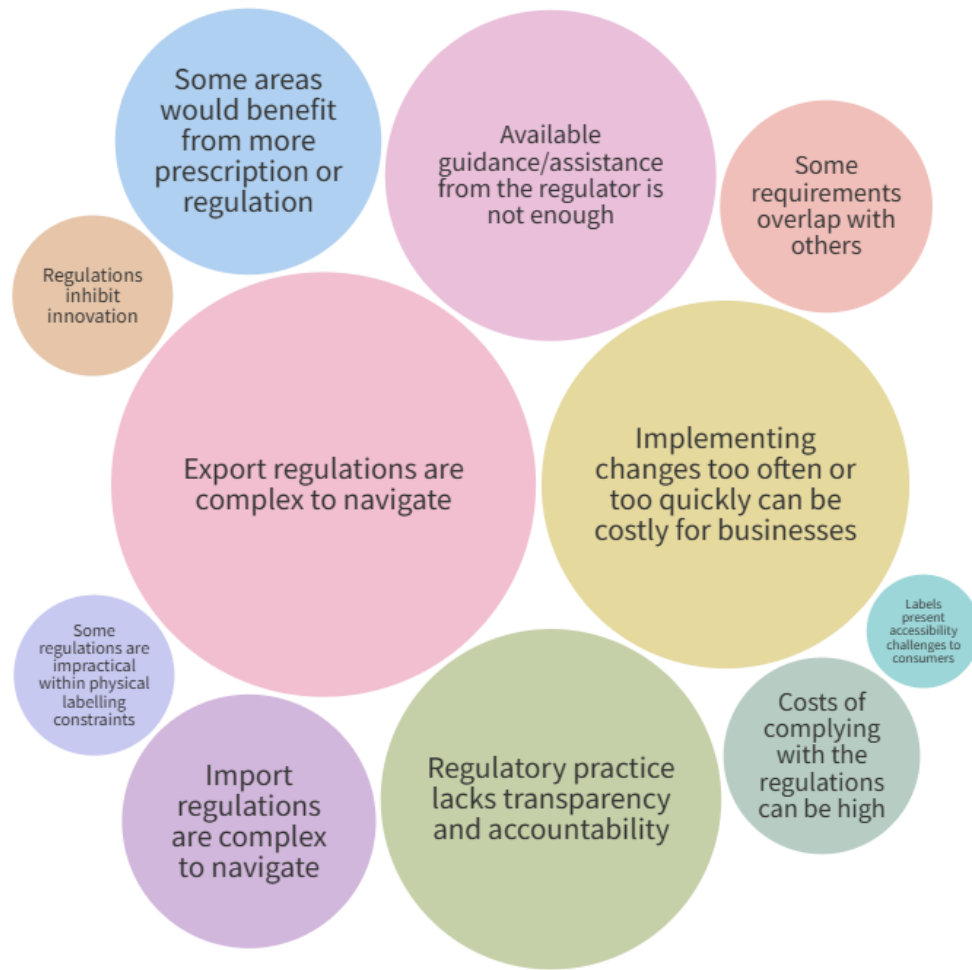 Some areas
would benefit
from more
prescription or
regulation
Available
guidance/assistance
from the regulator is
not enough
Some
requirements
overlap with
others
Regulations
inhibit
innovation
Export regulations are
complex to navigate
Implementing
changes too often or
too quickly can be
costly for businesses
Labels
present
accessibility
challenges to
consumers
Some
regulations are
impractical
within physical
labelling
constraints
Costs of
complying
with the
regulations
can be high
Import
regulations
are complex
to navigate
Regulatory practice
lacks transparency
and accountability